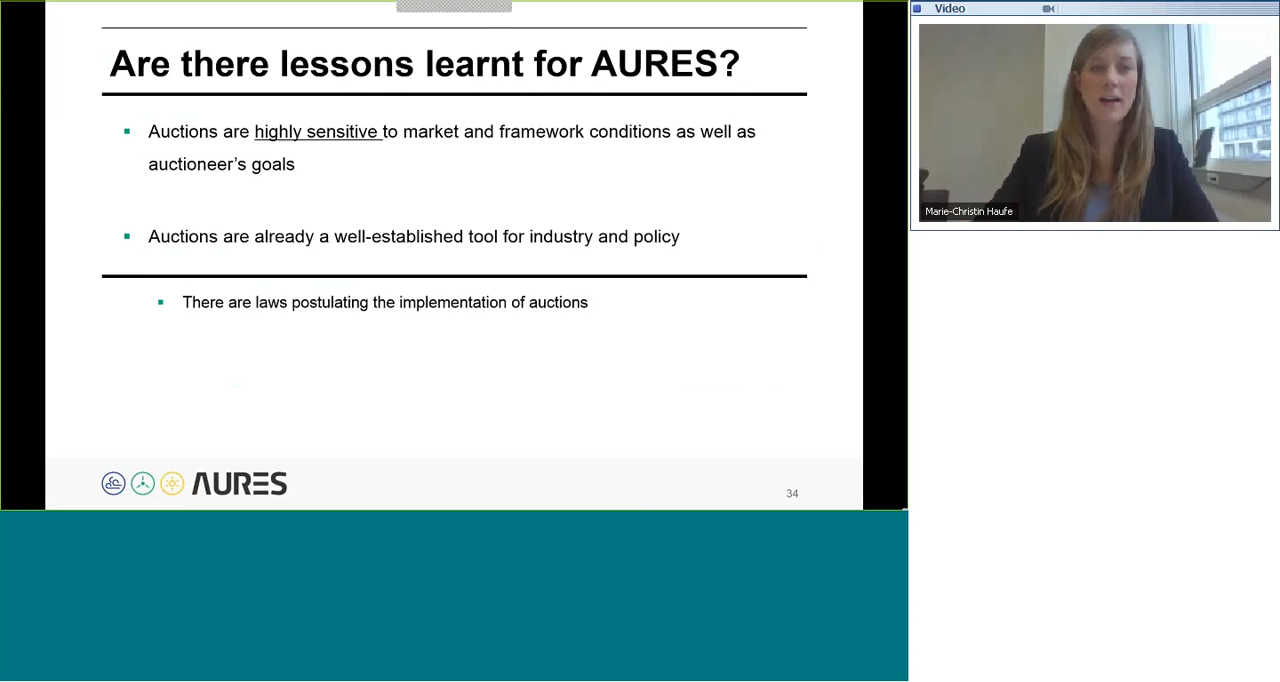 Are there lessons learnt for AURES?
Auctions are highly sensitive to market and framework conditions as well as
auctioneer’s goals
Auctions are already a well-established tool for industry and policy
There are laws postulating the implementation of auctions
AURES
34
Video
Marie-Christin Haufe